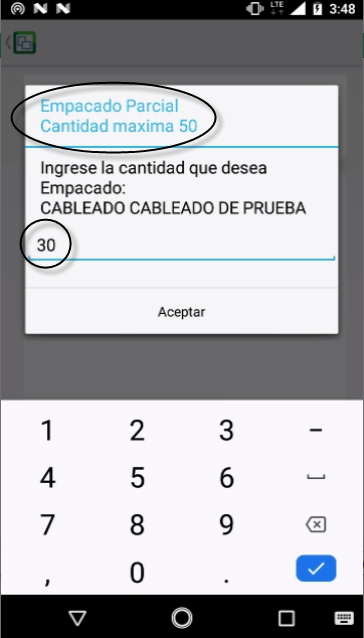 LTE
3:48
Empacado Parcial
Cantidad maxima 50
Ingrese la cantidad que desea
Empacado:
CABLEADO CABLEADO DE PRUEBA
30
Aceptar
1 2 3 -
4 5 6
7 8 9
, 0 .